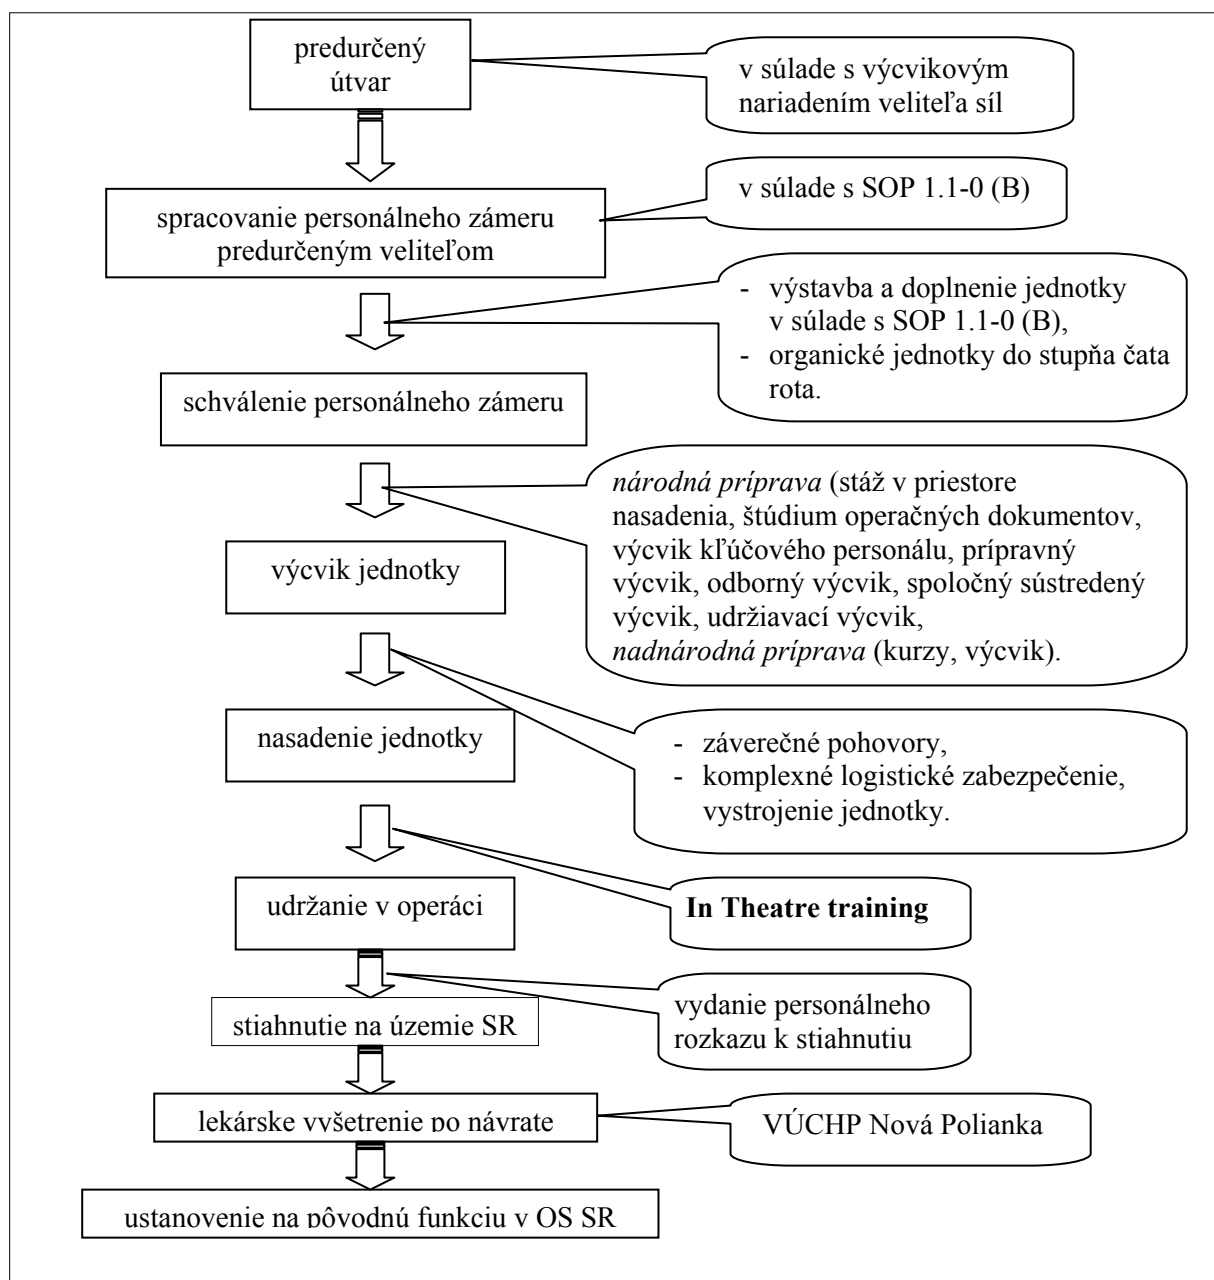 predurčený
útvar
v súlade s výcvikovým
nariadením veliteľa síl
v súlade s SOP 1.1-0 (B)
spracovanie personálneho zámeru
predurčeným veliteľom
- výstavba a doplnenie jednotky
v súlade s SOP 1.1-0 (B),
- organické jednotky do stupňa čata
rota.
schválenie personálneho zámeru
národná príprava (stáž v priestore
nasadenia, štúdium operačných dokumentov,
výcvik kľúčového personálu, prípravný
výcvik, odborný výcvik, spoločný sústredený
výcvik, udržiavací výcvik,
nadnárodná príprava (kurzy, výcvik).
výcvik jednotky
nasadenie jednotky
- záverečné pohovory,
- komplexné logistické zabezpečenie,
vystrojenie jednotky.
udržanie v operáci
In Theatre training
stiahnutie na územie SR
vydanie personálneho
rozkazu k stiahnutiu
lekárske vyšetrenie po návrate
VÚCHP Nová Polianka
ustanovenie na pôvodnú funkciu v OS SR